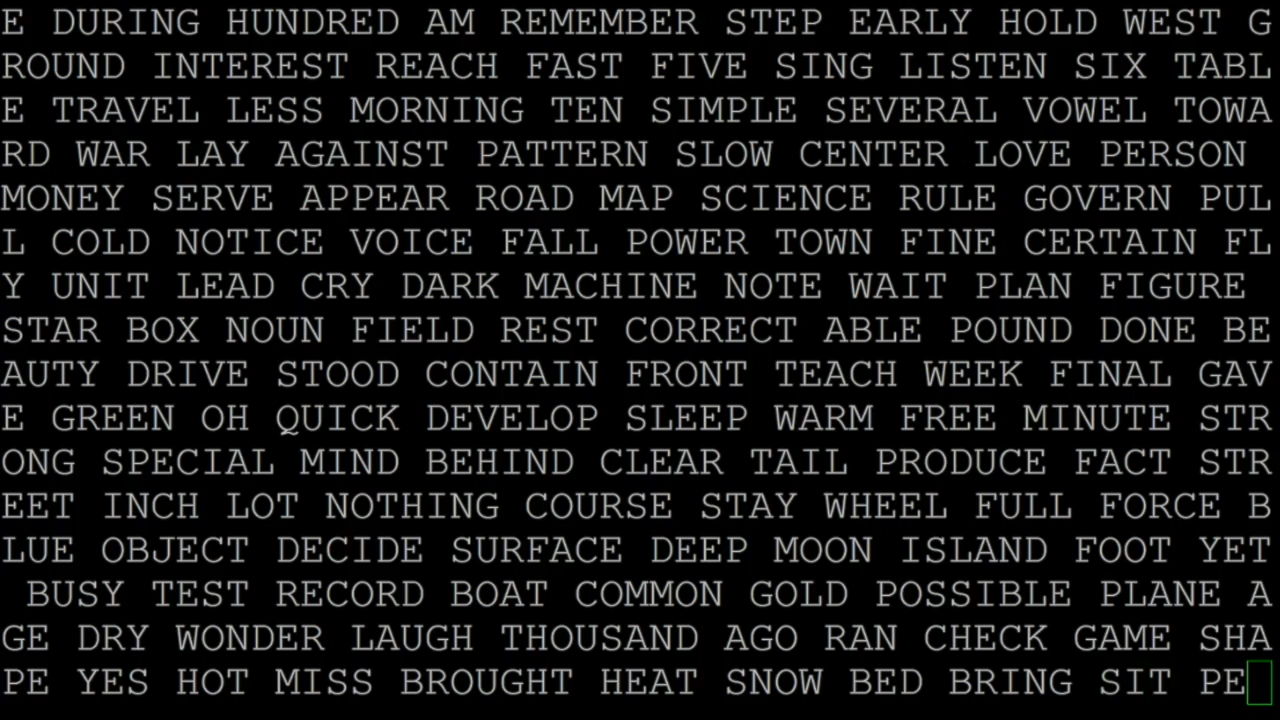 E DURING HUNDRED AM REMEMBER STEP EARLY HOLD WEST G
ROUND INTEREST REACH FAST FIVE SING LISTEN SIX TABL
E TRAVEL LESS MORNING TEN SIMPLE SEVERAL VOWEL TOWA
RD WAR LAY AGAINST PATTERN SLOW CENTER LOVE PERSON
MONEY SERVE APPEAR ROAD MAP SCIENCE RULE GOVERN PUL
L COLD NOTICE VOICE FALL POWER TOWN FINE CERTAIN FL
Y UNIT LEAD CRY DARK MACHINE NOTE WAIT PLAN FIGURE
STAR BOX NOUN FIELD REST CORRECT ABLE POUND DONE BE
AUTY DRIVE STOOD CONTAIN FRONT TEACH WEEK FINAL GAV
E GREEN OH QUICK DEVELOP SLEEP WARM FREE MINUTE STR
ONG SPECIAL MIND BEHIND CLEAR TAIL PRODUCE FACT STR
EET INCH LOT NOTHING COURSE STAY WHEEL FULL FORCE B
LUE OBJECT DECIDE SURFACE DEEP MOON ISLAND FOOT YET
BUSY TEST RECORD BOAT COMMON GOLD POSSIBLE PLANE A
GE DRY WONDER LAUGH THOUSAND AGO RAN CHECK GAME SHA
PE YES HOT MISS BROUGHT HEAT SNOW BED BRING SIT PE